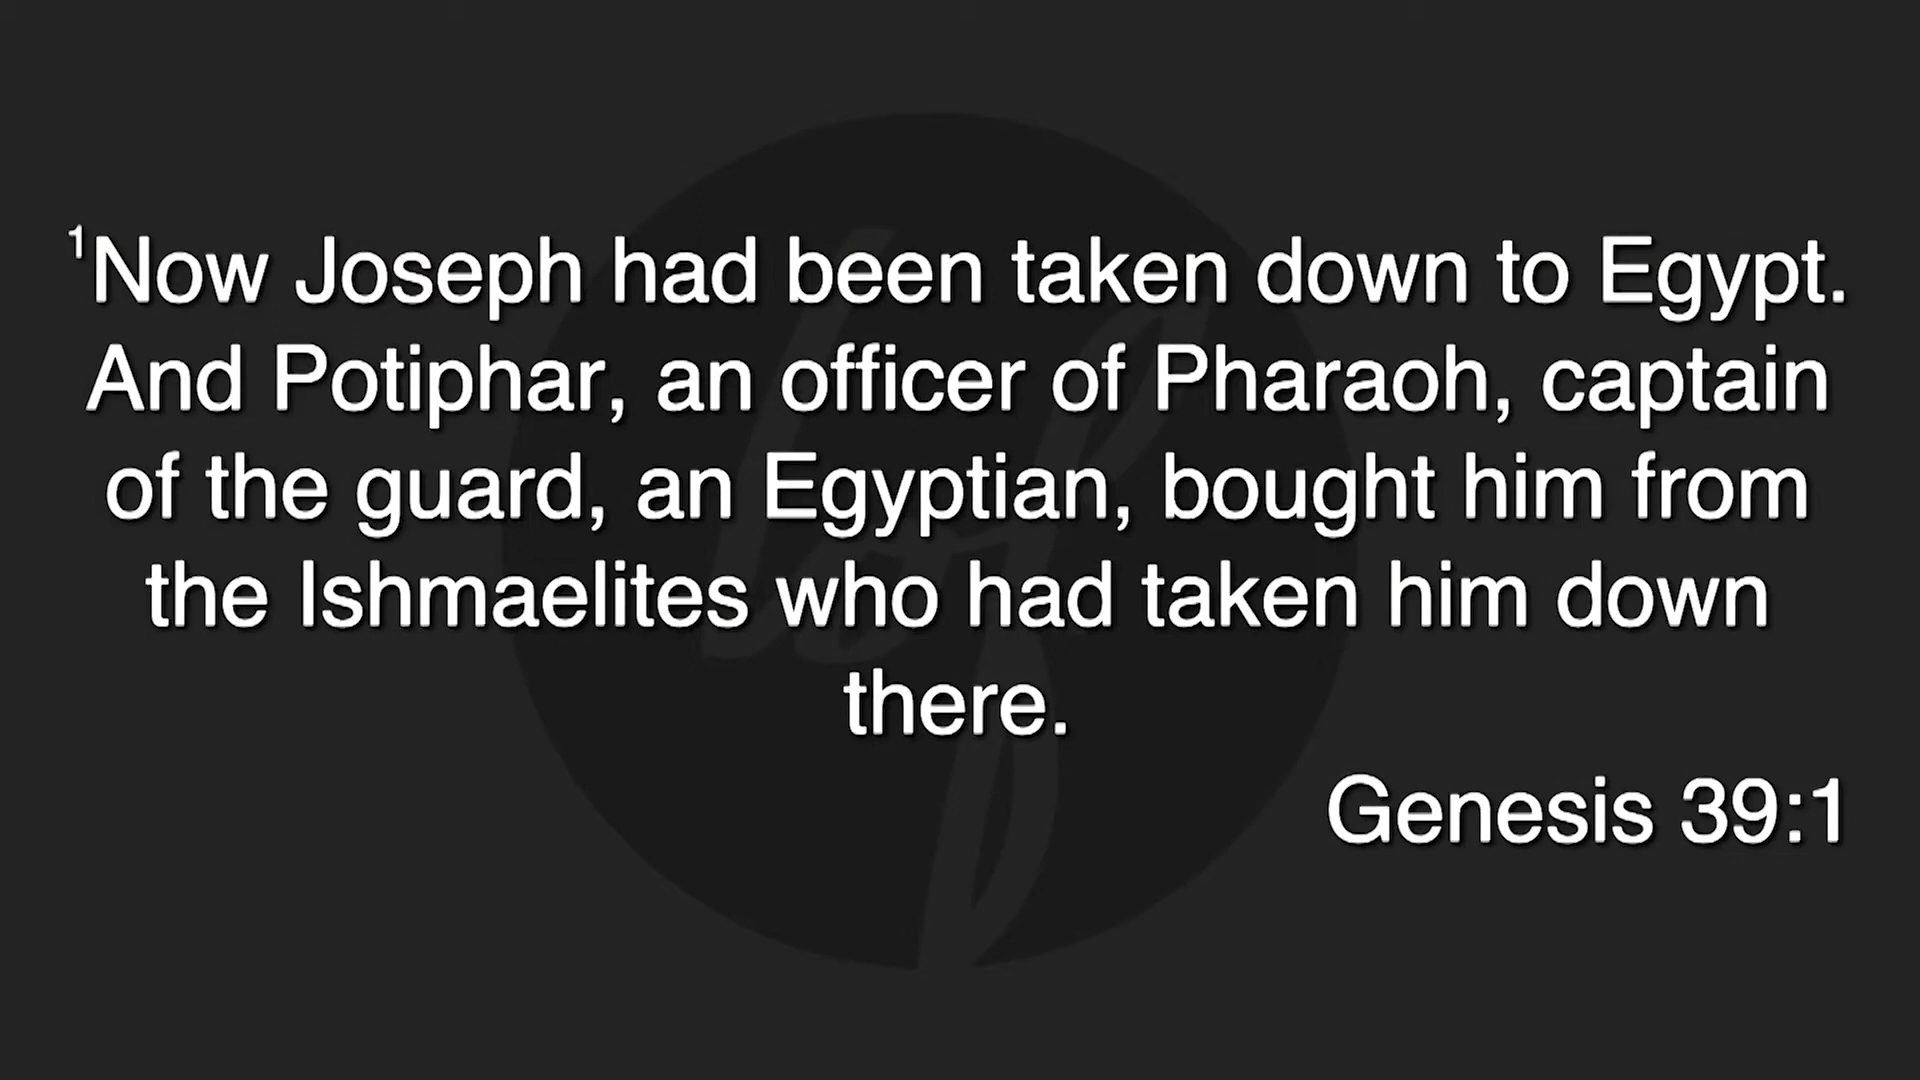 ¹Now Joseph had been taken down to Egypt.
And Potiphar, an officer of Pharaoh, captain
of the guard, an Egyptian, bought him from
the Ishmaelites who had taken him down
there.
Genesis 39:1
lof